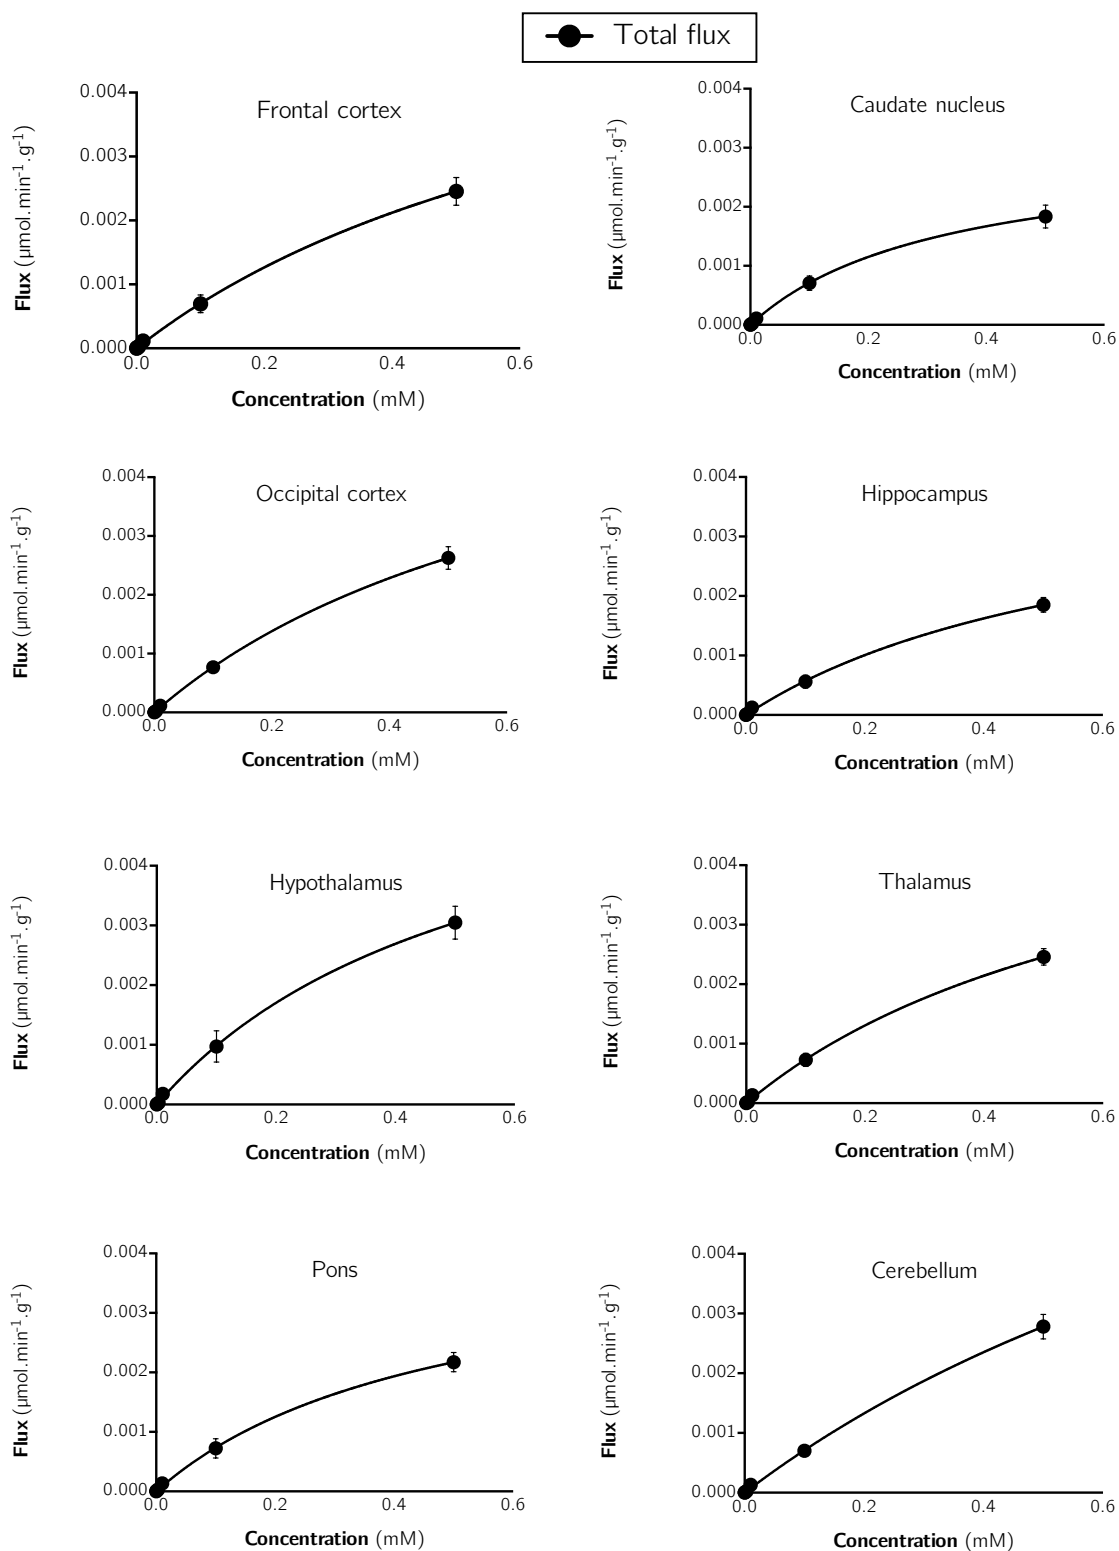 Total flux
Frontal cortex
Flux (µmol.min⁻¹.g⁻¹)
0.004
0.003
0.002
0.001
0.000
0.0 0.2 0.4 0.6
Concentration (mM)
Caudate nucleus
Flux (µmol.min⁻¹.g⁻¹)
0.004
0.003
0.002
0.001
0.000
0.0 0.2 0.4 0.6
Concentration (mM)
Occipital cortex
Flux (µmol.min⁻¹.g⁻¹)
0.004
0.003
0.002
0.001
0.000
0.0 0.2 0.4 0.6
Concentration (mM)
Hippocampus
Flux (µmol.min⁻¹.g⁻¹)
0.004
0.003
0.002
0.001
0.000
0.0 0.2 0.4 0.6
Concentration (mM)
Hypothalamus
Flux (µmol.min⁻¹.g⁻¹)
0.004
0.003
0.002
0.001
0.000
0.0 0.2 0.4 0.6
Concentration (mM)
Thalamus
Flux (µmol.min⁻¹.g⁻¹)
0.004
0.003
0.002
0.001
0.000
0.0 0.2 0.4 0.6
Concentration (mM)
Pons
Flux (µmol.min⁻¹.g⁻¹)
0.004
0.003
0.002
0.001
0.000
0.0 0.2 0.4 0.6
Concentration (mM)
Cerebellum
Flux (µmol.min⁻¹.g⁻¹)
0.004
0.003
0.002
0.001
0.000
0.0 0.2 0.4 0.6
Concentration (mM)